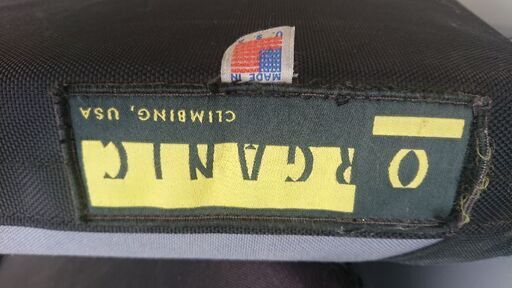 ORGANIC
CLIMBING, USA
MADE IN
U.S.A.